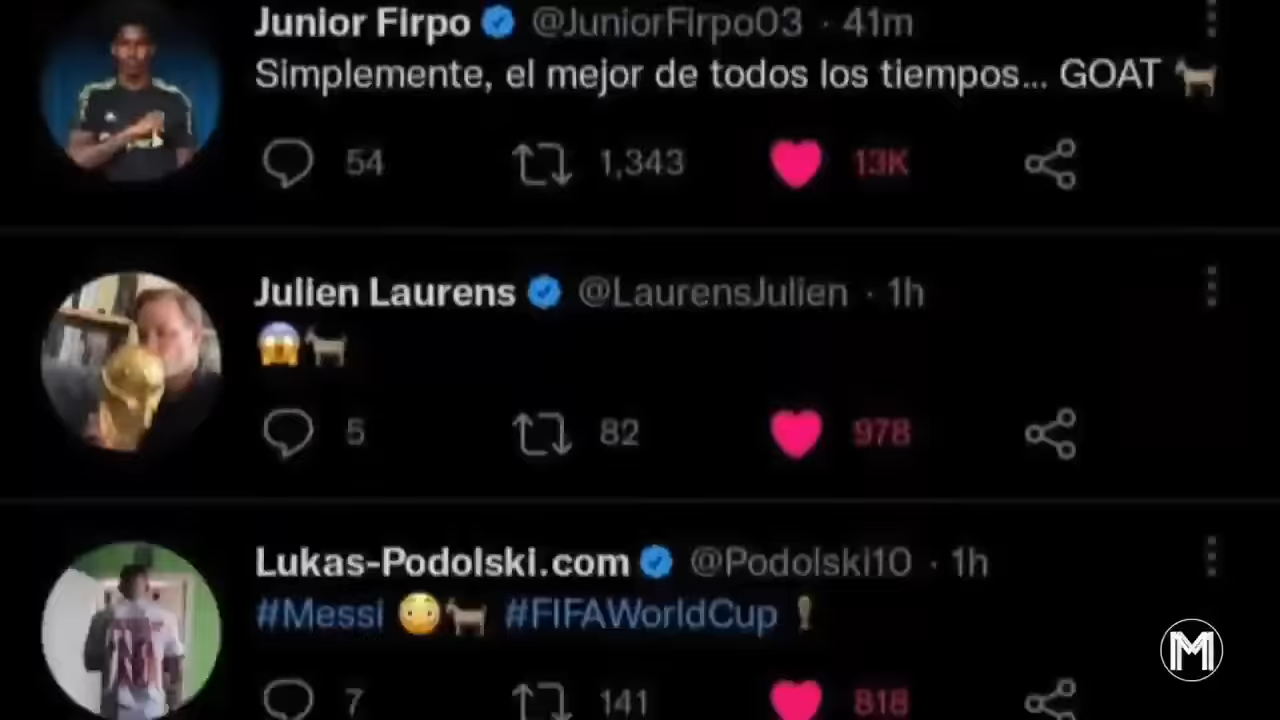 Junior Firpo @JuniorFirpo03 · 41m
Simplemente, el mejor de todos los tiempos... GOAT 🐐
54 1,343 13K
Julien Laurens @LaurensJulien · 1h
😱🐐
5 82 978
Lukas-Podolski.com @Podolski10 · 1h
#Messi 😳🐐 #FIFAWorldCup❕
7 141 818
M